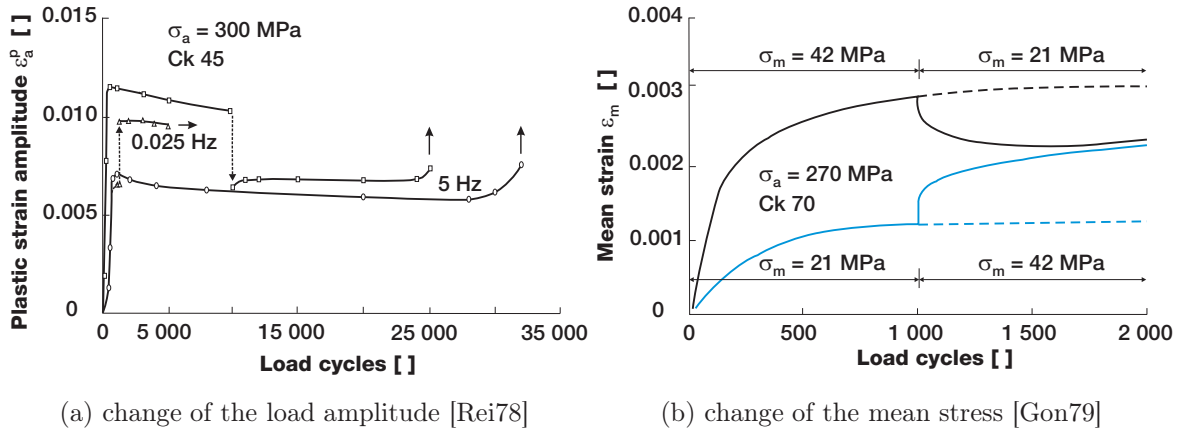 0.015
0.010
0.005
0
Plastic strain amplitude εₐᵖ [ ]
σₐ = 300 MPa
Ck 45
0.025 Hz
5 Hz
0 5 000 15 000 25 000 35 000
Load cycles [ ]
(a) change of the load amplitude [Rei78]
0.004
0.003
0.002
0.001
0
Mean strain εₘ [ ]
σₘ = 42 MPa σₘ = 21 MPa
σₐ = 270 MPa
Ck 70
σₘ = 21 MPa σₘ = 42 MPa
0 500 1 000 1 500 2 000
Load cycles [ ]
(b) change of the mean stress [Gon79]